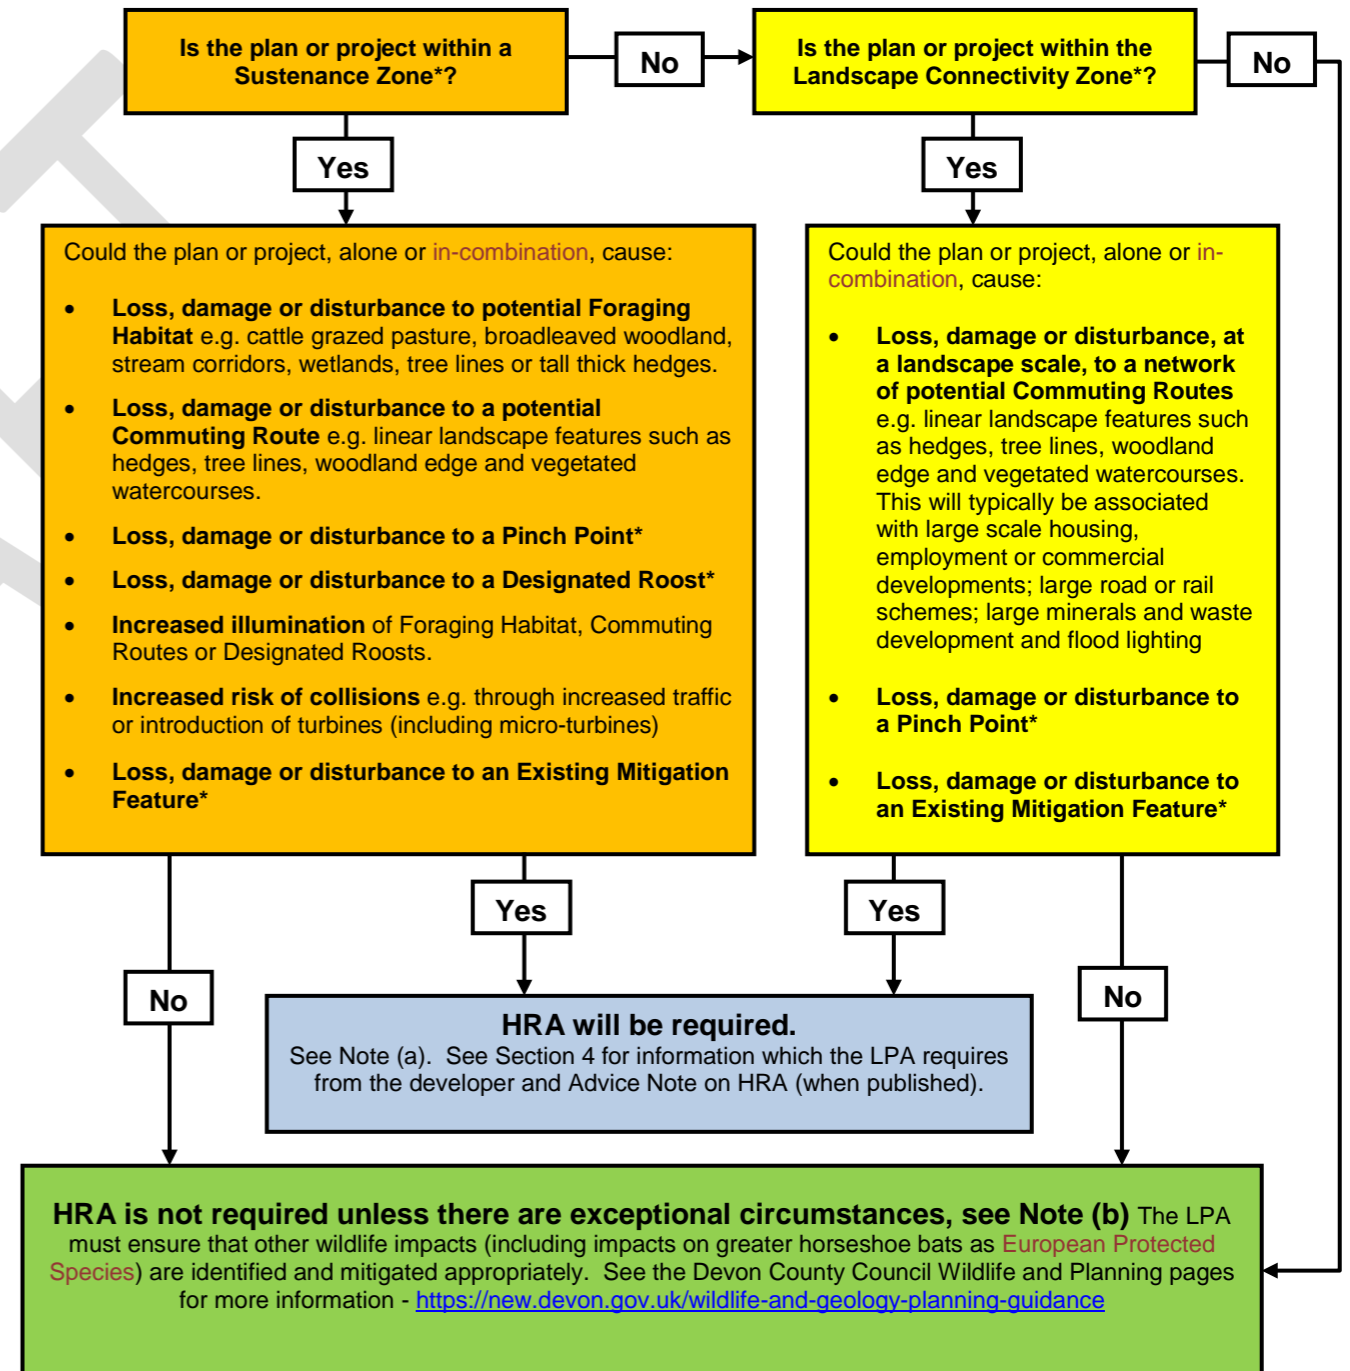 Is the plan or project within a
Sustenance Zone*?
No
Is the plan or project within the
Landscape Connectivity Zone*?
No
Yes
Yes
Could the plan or project, alone or in-combination, cause:
• Loss, damage or disturbance to potential Foraging
Habitat e.g. cattle grazed pasture, broadleaved woodland,
stream corridors, wetlands, tree lines or tall thick hedges.
• Loss, damage or disturbance to a potential
Commuting Route e.g. linear landscape features such as
hedges, tree lines, woodland edge and vegetated
watercourses.
• Loss, damage or disturbance to a Pinch Point*
• Loss, damage or disturbance to a Designated Roost*
• Increased illumination of Foraging Habitat, Commuting
Routes or Designated Roosts.
• Increased risk of collisions e.g. through increased traffic
or introduction of turbines (including micro-turbines)
• Loss, damage or disturbance to an Existing Mitigation
Feature*
Could the plan or project, alone or in-
combination, cause:
• Loss, damage or disturbance, at
a landscape scale, to a network
of potential Commuting Routes
e.g. linear landscape features such
as hedges, tree lines, woodland
edge and vegetated watercourses.
This will typically be associated
with large scale housing,
employment or commercial
developments; large road or rail
schemes; large minerals and waste
development and flood lighting
• Loss, damage or disturbance to
a Pinch Point*
• Loss, damage or disturbance to
an Existing Mitigation Feature*
Yes
Yes
No
No
HRA will be required.
See Note (a). See Section 4 for information which the LPA requires
from the developer and Advice Note on HRA (when published).
HRA is not required unless there are exceptional circumstances, see Note (b) The LPA
must ensure that other wildlife impacts (including impacts on greater horseshoe bats as European Protected
Species) are identified and mitigated appropriately. See the Devon County Council Wildlife and Planning pages
for more information - https://new.devon.gov.uk/wildlife-and-geology-planning-guidance